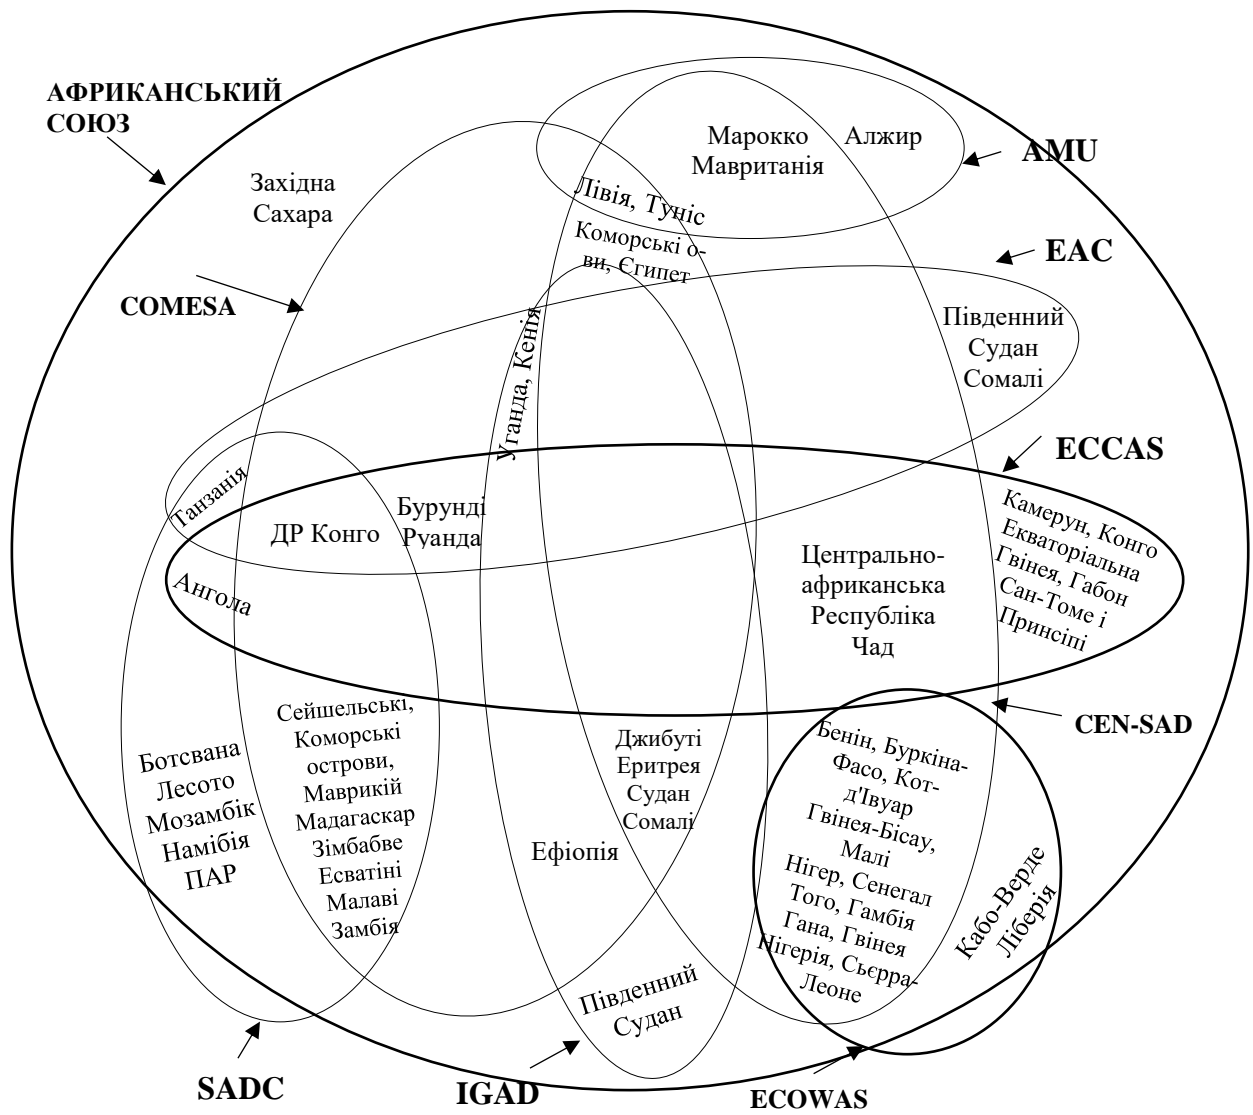 АФРИКАНСЬКИЙ
СОЮЗ
Марокко
Мавританія
Алжир
AMU
Західна
Сахара
Лівія, Туніс
Коморські о-
ви, Єгипет
EAC
COMESA
Уганда, Кенія
Південний
Судан
Сомалі
ECCAS
Танзанія
ДР Конго
Бурунді
Руанда
Камерун, Конго
Екваторіальна
Гвінея, Габон
Сан-Томе і
Принсіпі
Центрально-
африканська
Республіка
Чад
Ангола
CEN-SAD
Сейшельські,
Коморські
острови,
Маврикій
Мадагаскар
Зімбабве
Есватіні
Малаві
Замбія
Ботсвана
Лесото
Мозамбік
Намібія
ПАР
Джибуті
Еритрея
Судан
Сомалі
Ефіопія
Бенін, Буркіна-
Фасо, Кот-
д'Івуар
Гвінея-Бісау,
Малі
Нігер, Сенегал
Того, Гамбія
Гана, Гвінея
Нігерія, Сьєрра-
Леоне
Кабо-Верде
Ліберія
Південний
Судан
SADC
IGAD
ECOWAS